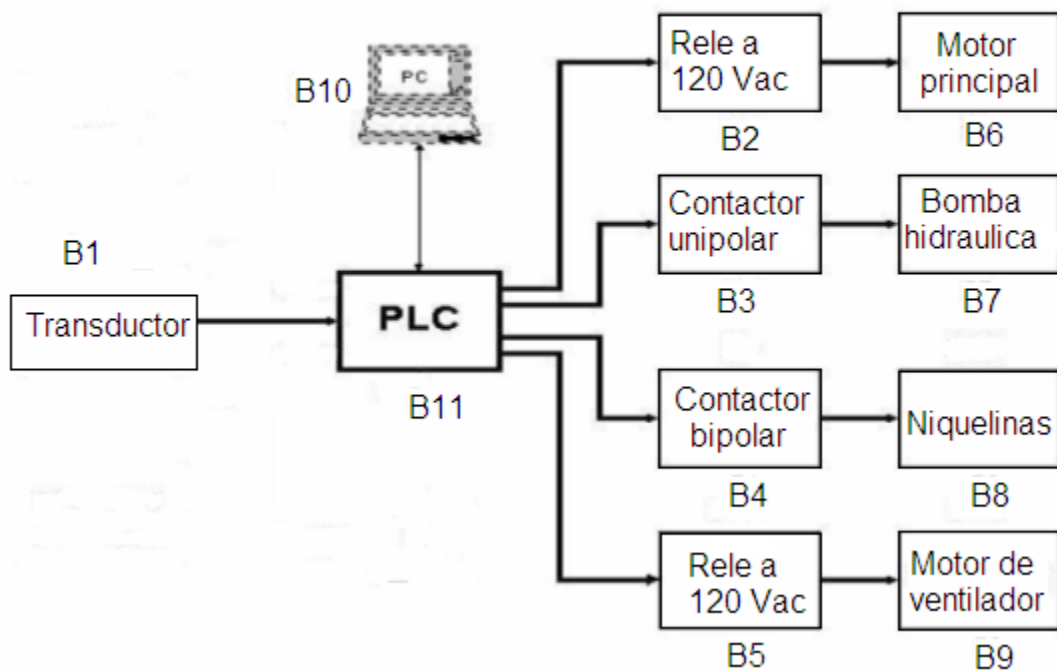 Rele a
120 Vac
B2
Motor
principal
B6
PC
B10
Contactor
unipolar
B3
Bomba
hidraulica
B7
B1
Transductor
PLC
B11
Contactor
bipolar
B4
Niquelinas
B8
Rele a
120 Vac
B5
Motor de
ventilador
B9